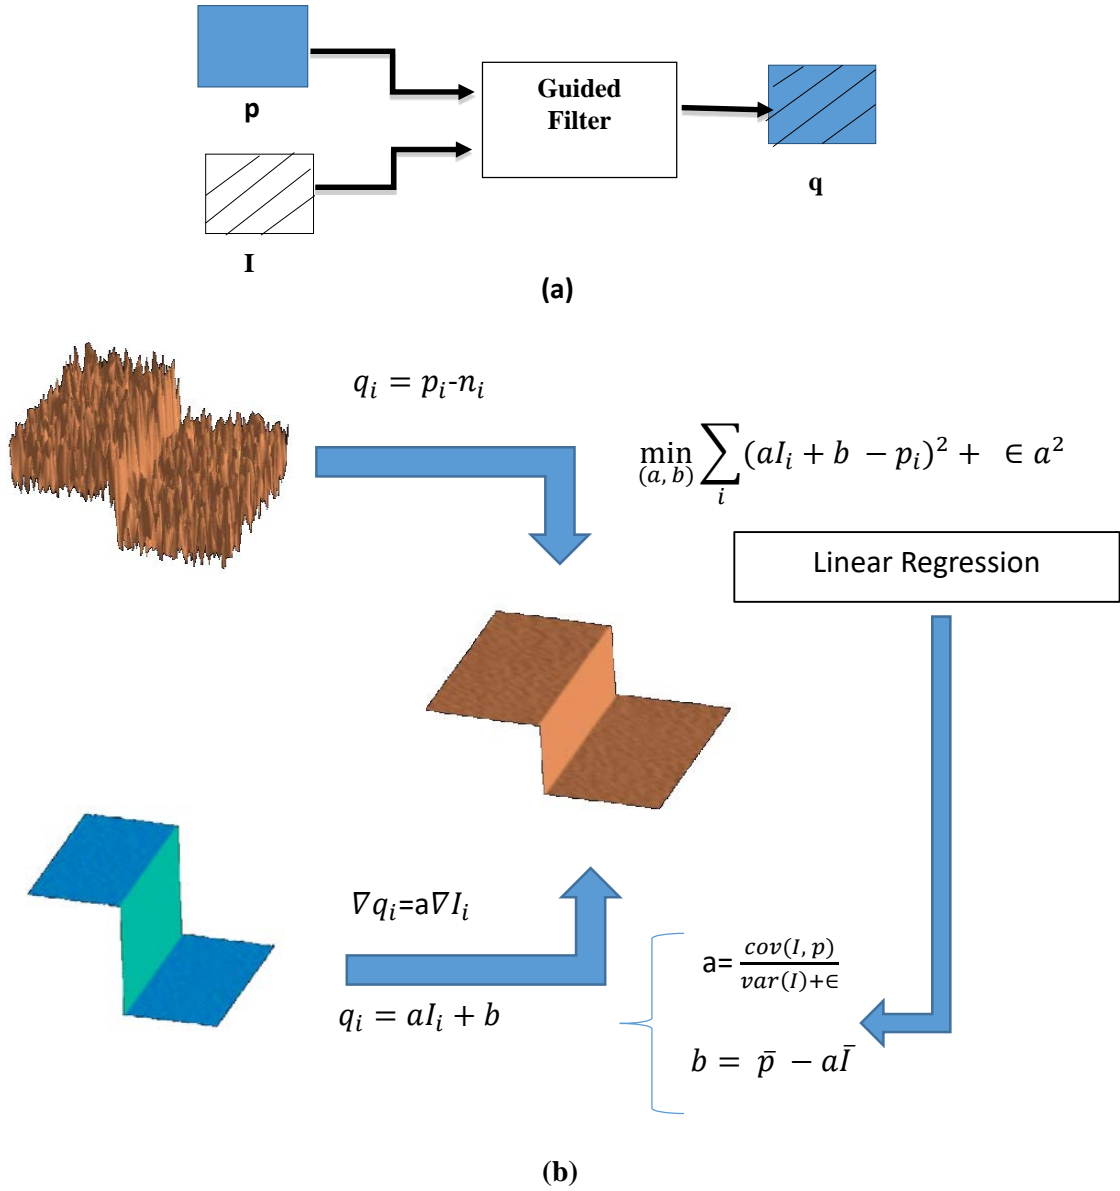 p
Guided
Filter
q
I
(a)
q_i = p_i-n_i
min_{(a, b)} ∑_i (aI_i + b − p_i)^2 + ∈ a^2
Linear Regression
∇q_i=a∇I_i
q_i = aI_i + b
a= \frac{cov(I, p)}{var(I)+∈}
b = p̄ − aĪ
(b)